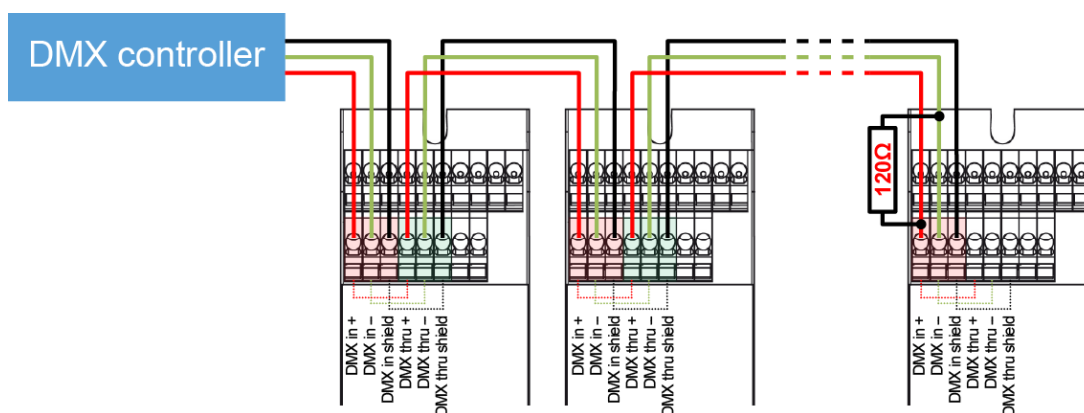 DMX controller
120Ω
DMX in +
DMX in –
DMX in shield
DMX thru +
DMX thru –
DMX thru shield
DMX in +
DMX in –
DMX in shield
DMX thru +
DMX thru –
DMX thru shield
DMX in +
DMX in –
DMX in shield
DMX thru +
DMX thru –
DMX thru shield